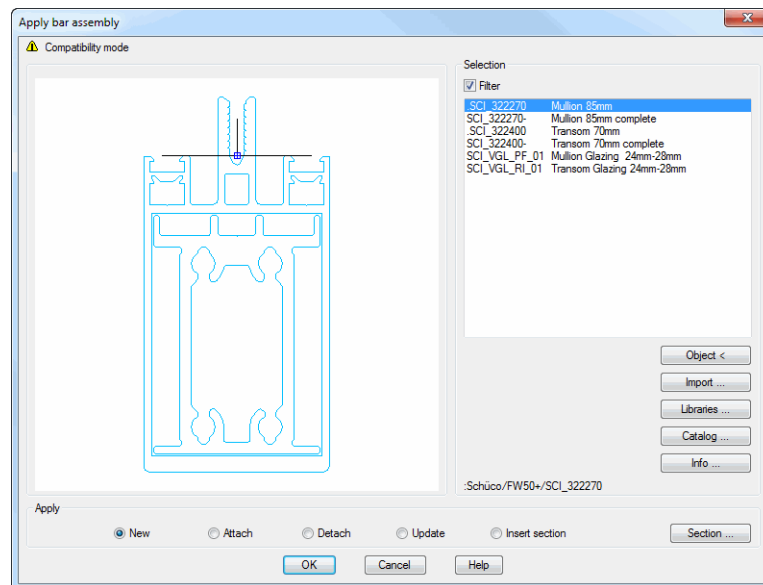 Apply bar assembly
Compatibility mode
Selection
Filter
.SCI_322270 Mullion 85mm
SCI_322270- Mullion 85mm complete
.SCI_322400 Transom 70mm
SCI_322400- Transom 70mm complete
SCI_VGL_PF_01 Mullion Glazing 24mm-28mm
SCI_VGL_RI_01 Transom Glazing 24mm-28mm
Object <
Import ...
Libraries ...
Catalog ...
Info ...
:Schüco/FW50+/SCI_322270
Apply
New Attach Detach Update Insert section Section ...
OK Cancel Help